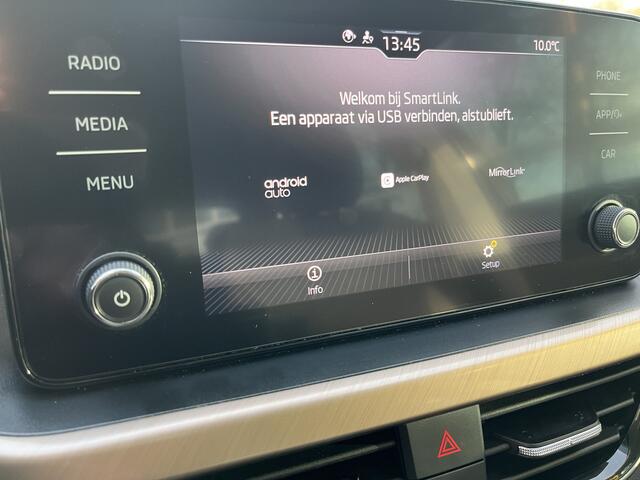 13:45
10.0°C
RADIO
MEDIA
MENU
Welkom bij SmartLink.
Een apparaat via USB verbinden, alstublieft.
android
auto
Apple CarPlay
MirrorLink
Info
Setup
PHONE
APP/
CAR